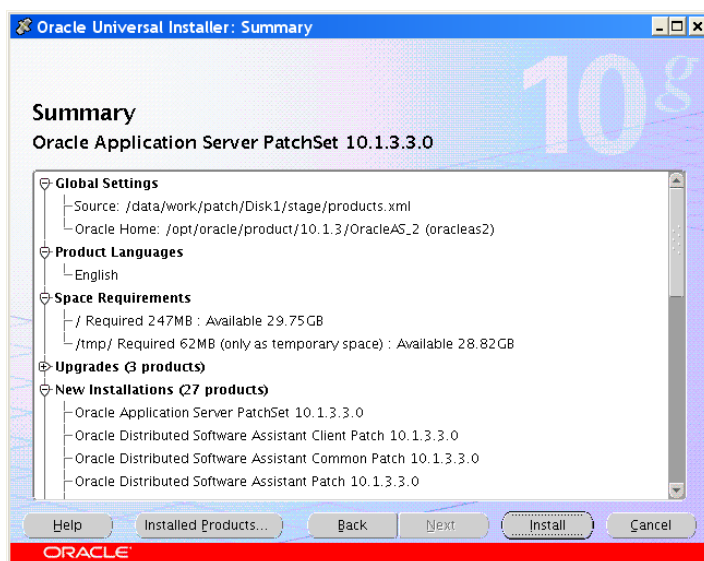 Oracle Universal Installer: Summary
10g
Summary
Oracle Application Server PatchSet 10.1.3.3.0
Global Settings
Source: /data/work/patch/Disk1/stage/products.xml
Oracle Home: /opt/oracle/product/10.1.3/OracleAS_2 (oracleas2)
Product Languages
English
Space Requirements
/ Required 247MB : Available 29.75GB
/tmp/ Required 62MB (only as temporary space) : Available 28.82GB
Upgrades (3 products)
New Installations (27 products)
Oracle Application Server PatchSet 10.1.3.3.0
Oracle Distributed Software Assistant Client Patch 10.1.3.3.0
Oracle Distributed Software Assistant Common Patch 10.1.3.3.0
Oracle Distributed Software Assistant Patch 10.1.3.3.0
Help Installed Products... Back Next Install Cancel
ORACLE